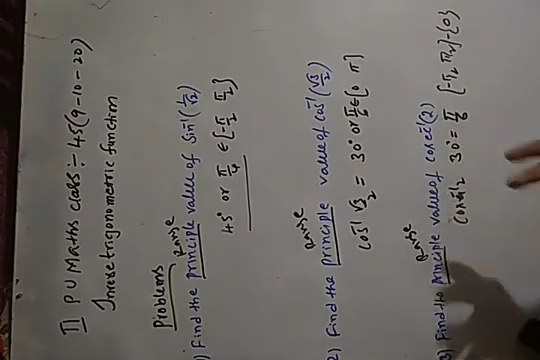 II PU Maths class:- 45(9-10-20)
Inverse trigonometric function
Problems
Range
1) Find the principle value of Sin⁻¹(1/√2)
45° or π/4 ∈ [-π/2 π/2]
Range
2) Find the principle value of cos⁻¹(√3/2)
cos⁻¹ √3/2 = 30° or π/6 ∈ [0 π]
Range
3) Find the principle value of cosec⁻¹(2)
cosec⁻¹2 30° = π/6 [-π/2 π/2]-{0}